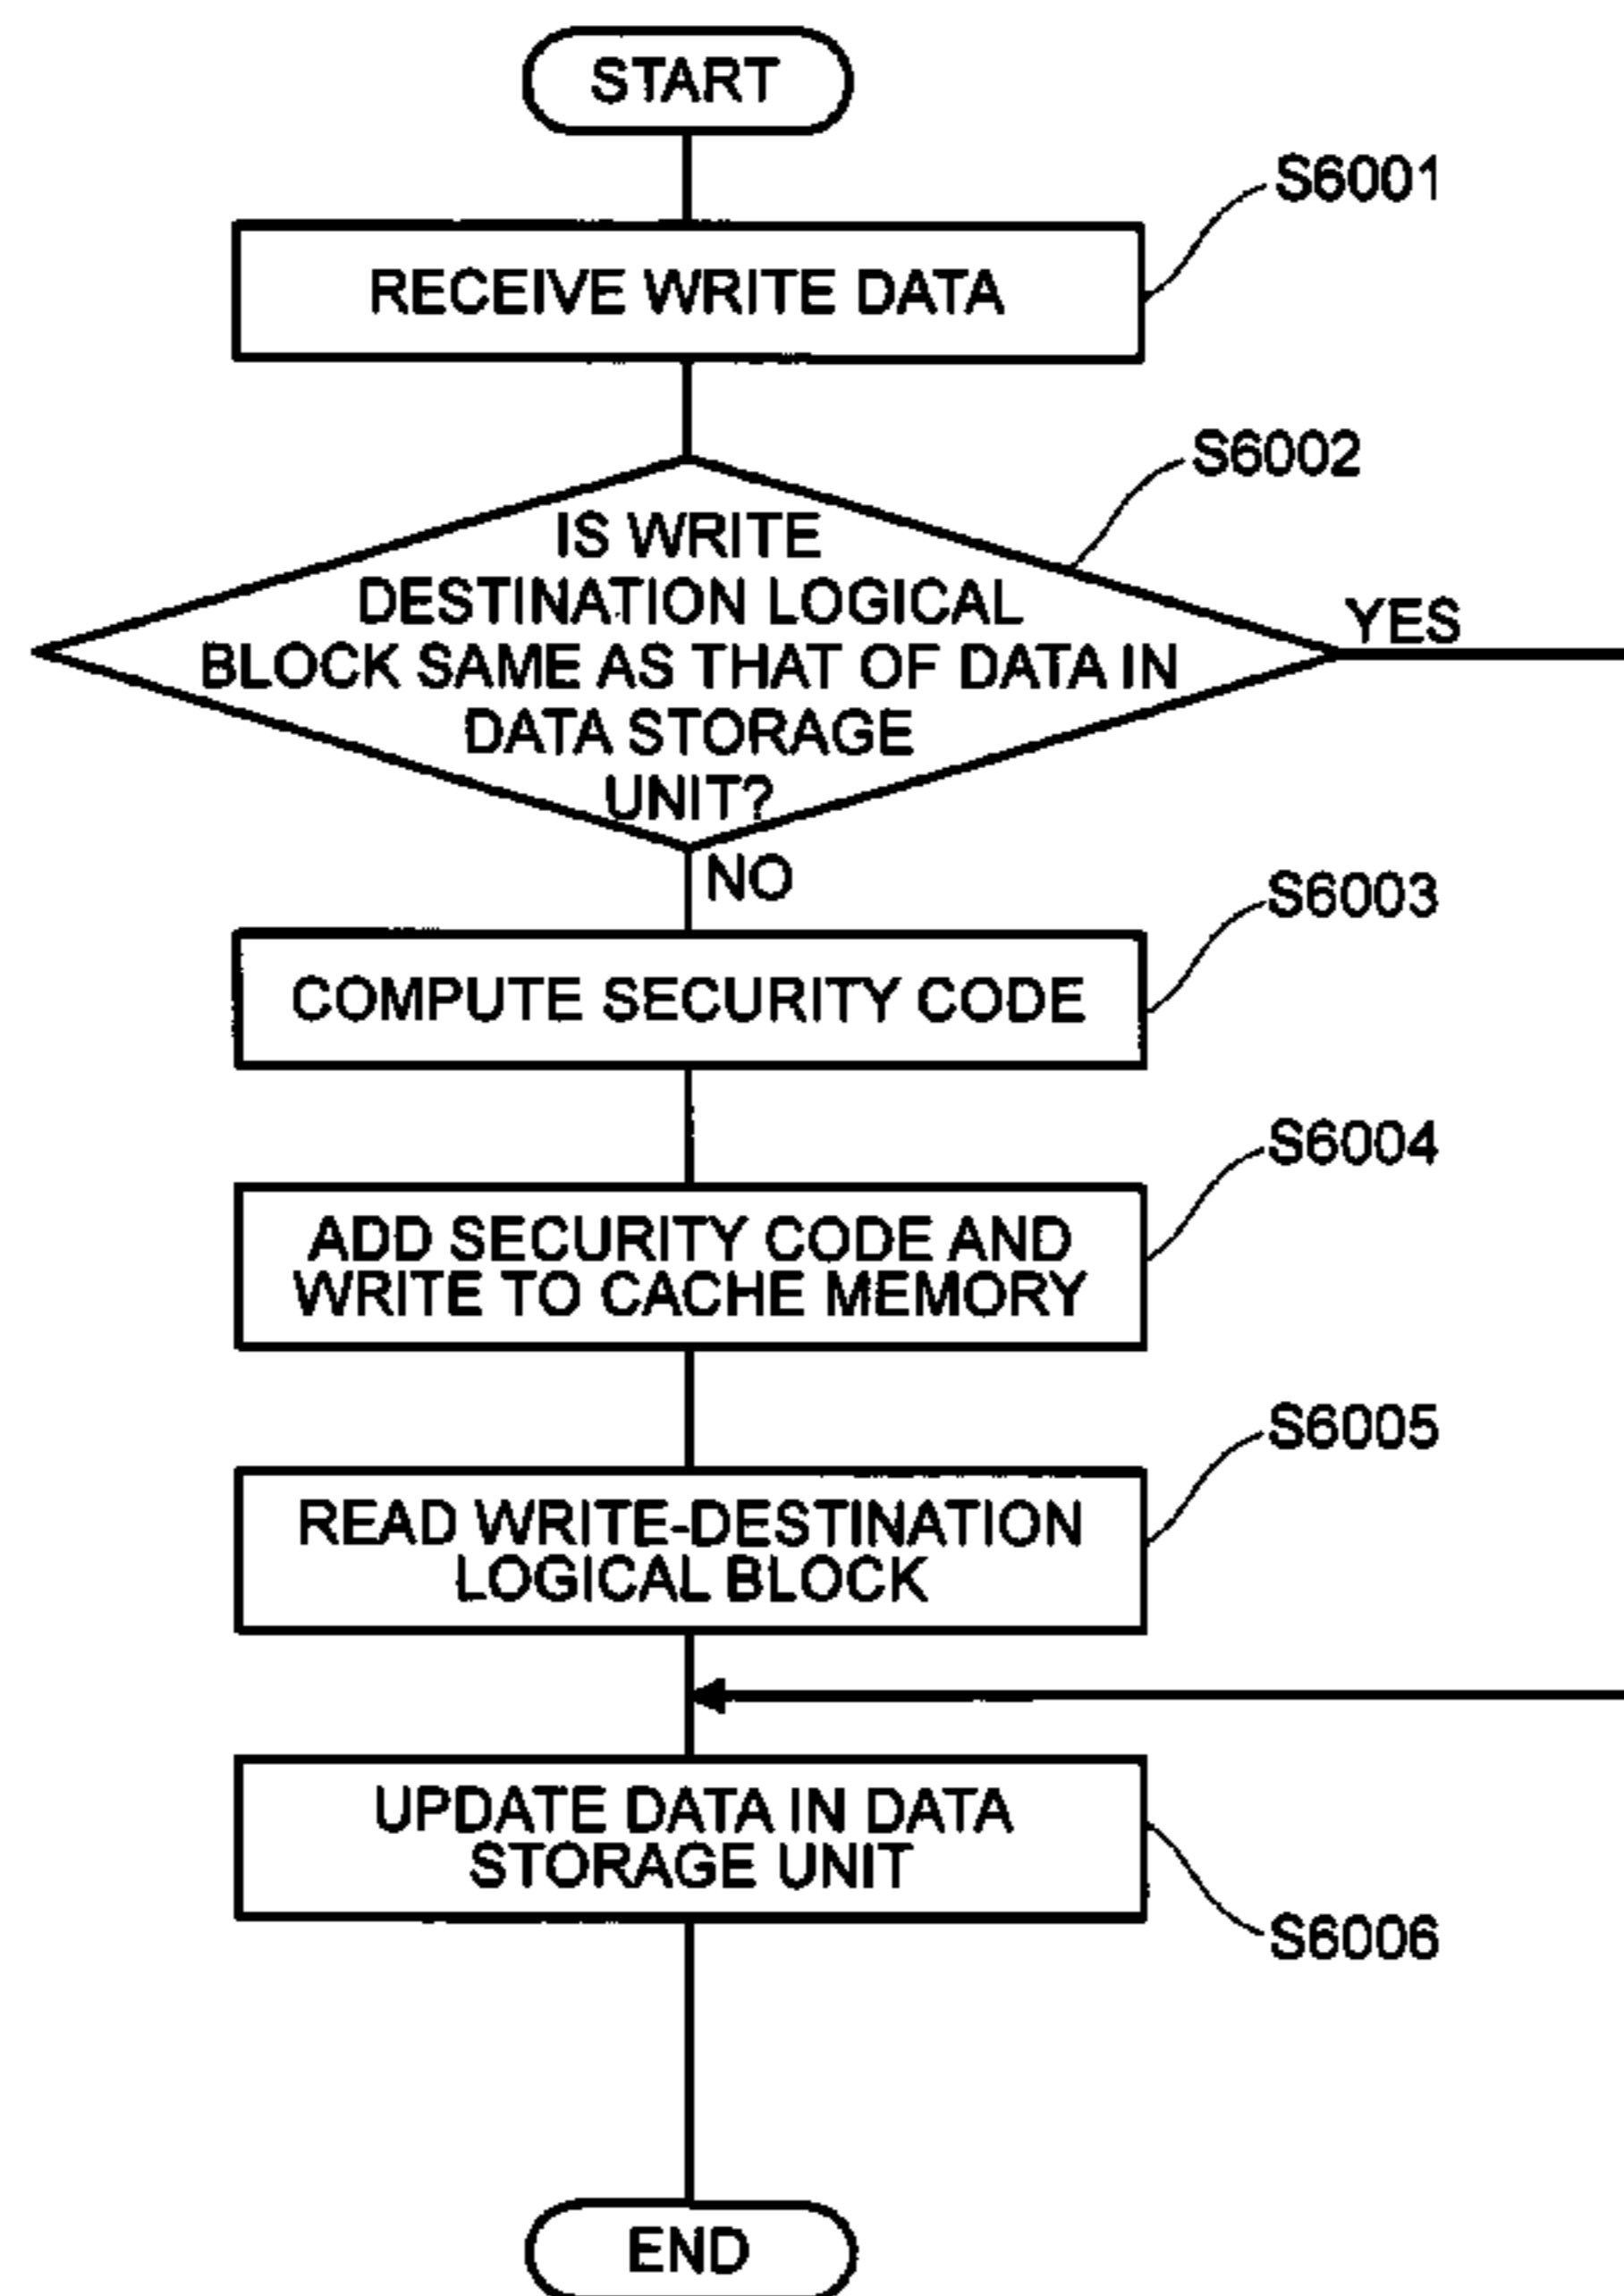 START
S6001
RECEIVE WRITE DATA
S6002
IS WRITE
DESTINATION LOGICAL
BLOCK SAME AS THAT OF DATA IN
DATA STORAGE
UNIT?
YES
NO
S6003
COMPUTE SECURITY CODE
S6004
ADD SECURITY CODE AND
WRITE TO CACHE MEMORY
S6005
READ WRITE-DESTINATION
LOGICAL BLOCK
UPDATE DATA IN DATA
STORAGE UNIT
S6006
END